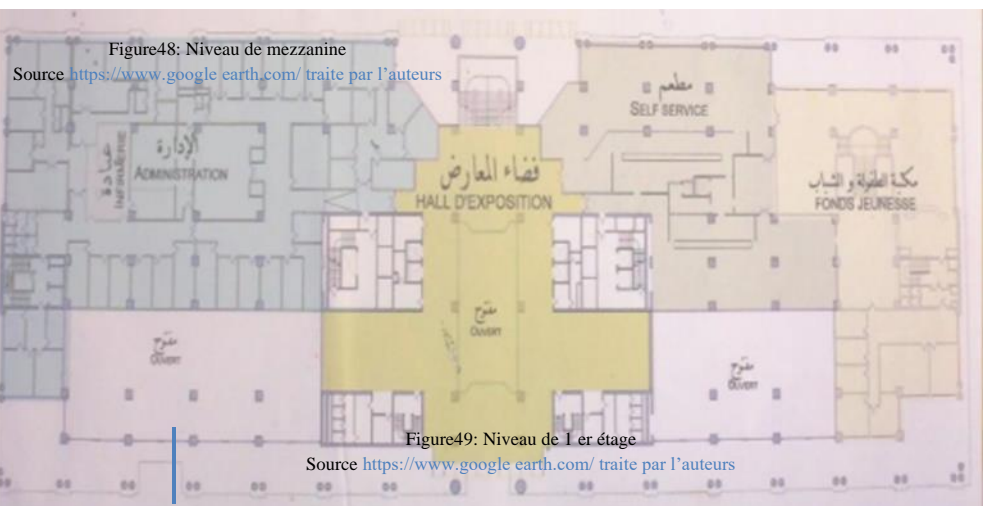 Figure48: Niveau de mezzanine
Source https://www.google earth.com/ traite par l’auteurs
مطعم
SELF SERVICE
الإدارة
ADMINISTRATION
عيادة
INFIRMERIE
فضاء المعارض
HALL D'EXPOSITION
مكتبة الطفولة و الشباب
FONDS JEUNESSE
مفتوح
OUVERT
مفتوح
OUVERT
مفتوح
OUVERT
Figure49: Niveau de 1 er étage
Source https://www.google earth.com/ traite par l’auteurs